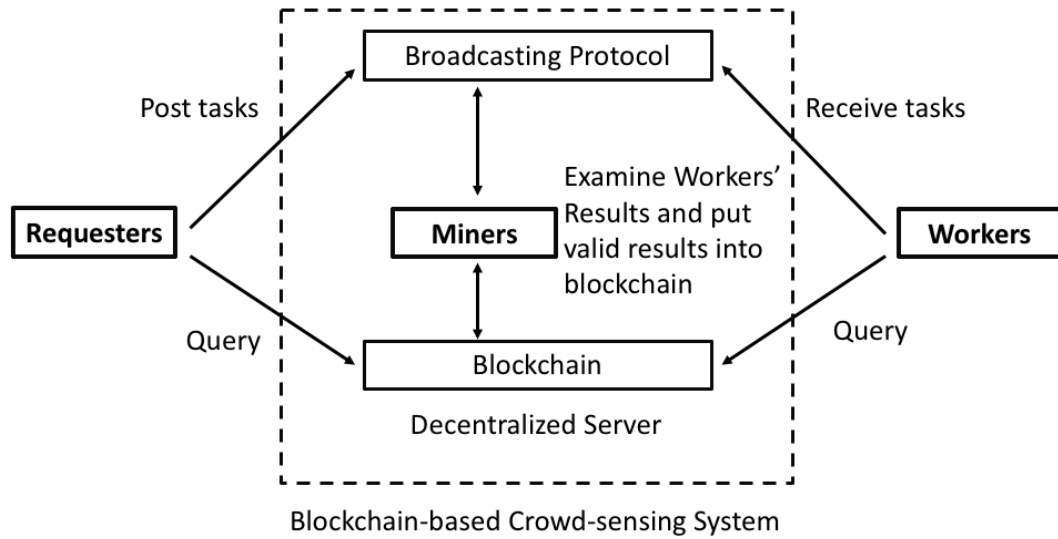 Broadcasting Protocol
Post tasks
Receive tasks
Requesters
Miners
Examine Workers'
Results and put
valid results into
blockchain
Workers
Query
Query
Blockchain
Decentralized Server
Blockchain-based Crowd-sensing System